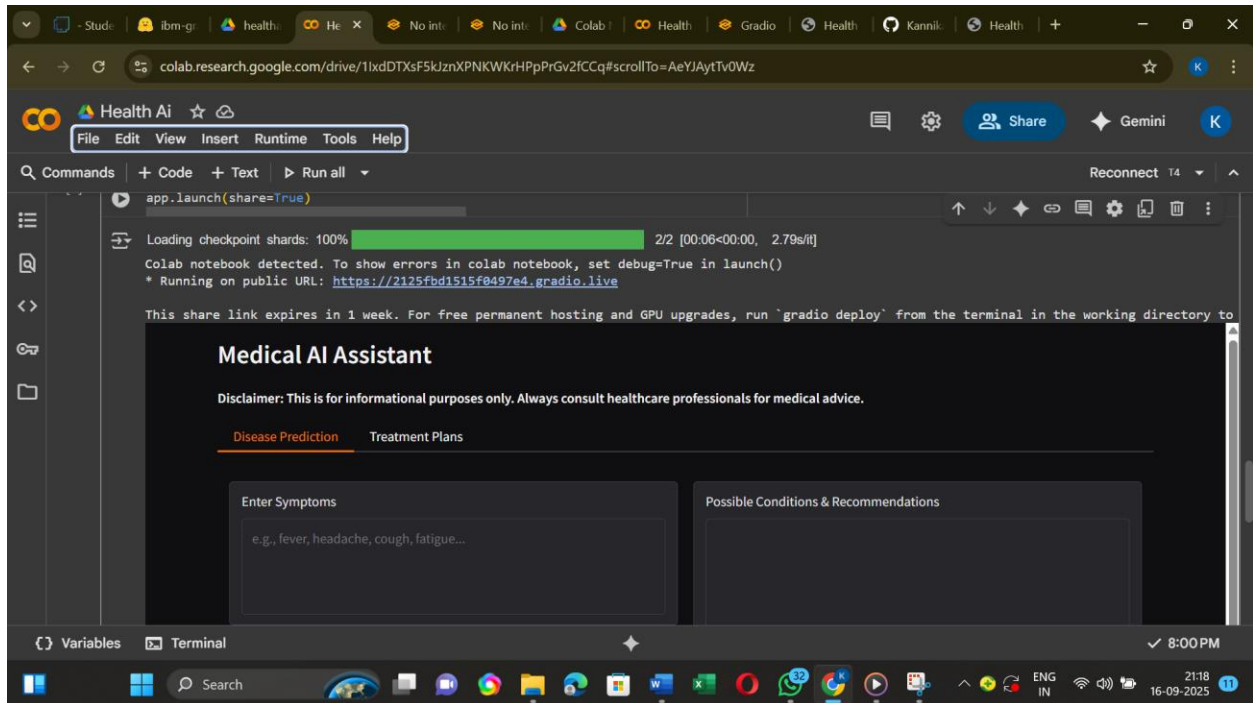 - Stude ibm-gr health He No inte No inte Colab Health Gradio Health Kannik Health
colab.research.google.com/drive/1lxdDTXsF5kJznXPNKWKrHPpPrGv2fCCq#scrollTo=AeYJAytTv0Wz K
CO Health Ai
File Edit View Insert Runtime Tools Help
Share Gemini K
Commands + Code + Text Run all Reconnect T4
app.launch(share=True)
Loading checkpoint shards: 100% 2/2 [00:06<00:00, 2.79s/it]
Colab notebook detected. To show errors in colab notebook, set debug=True in launch()
* Running on public URL: https://2125fbd1515f0497e4.gradio.live
This share link expires in 1 week. For free permanent hosting and GPU upgrades, run `gradio deploy` from the terminal in the working directory to
Medical AI Assistant
Disclaimer: This is for informational purposes only. Always consult healthcare professionals for medical advice.
Disease Prediction Treatment Plans
Enter Symptoms
e.g., fever, headache, cough, fatigue...
Possible Conditions & Recommendations
{} Variables Terminal
8:00 PM
Search
32
ENG
IN
21:18
16-09-2025
11